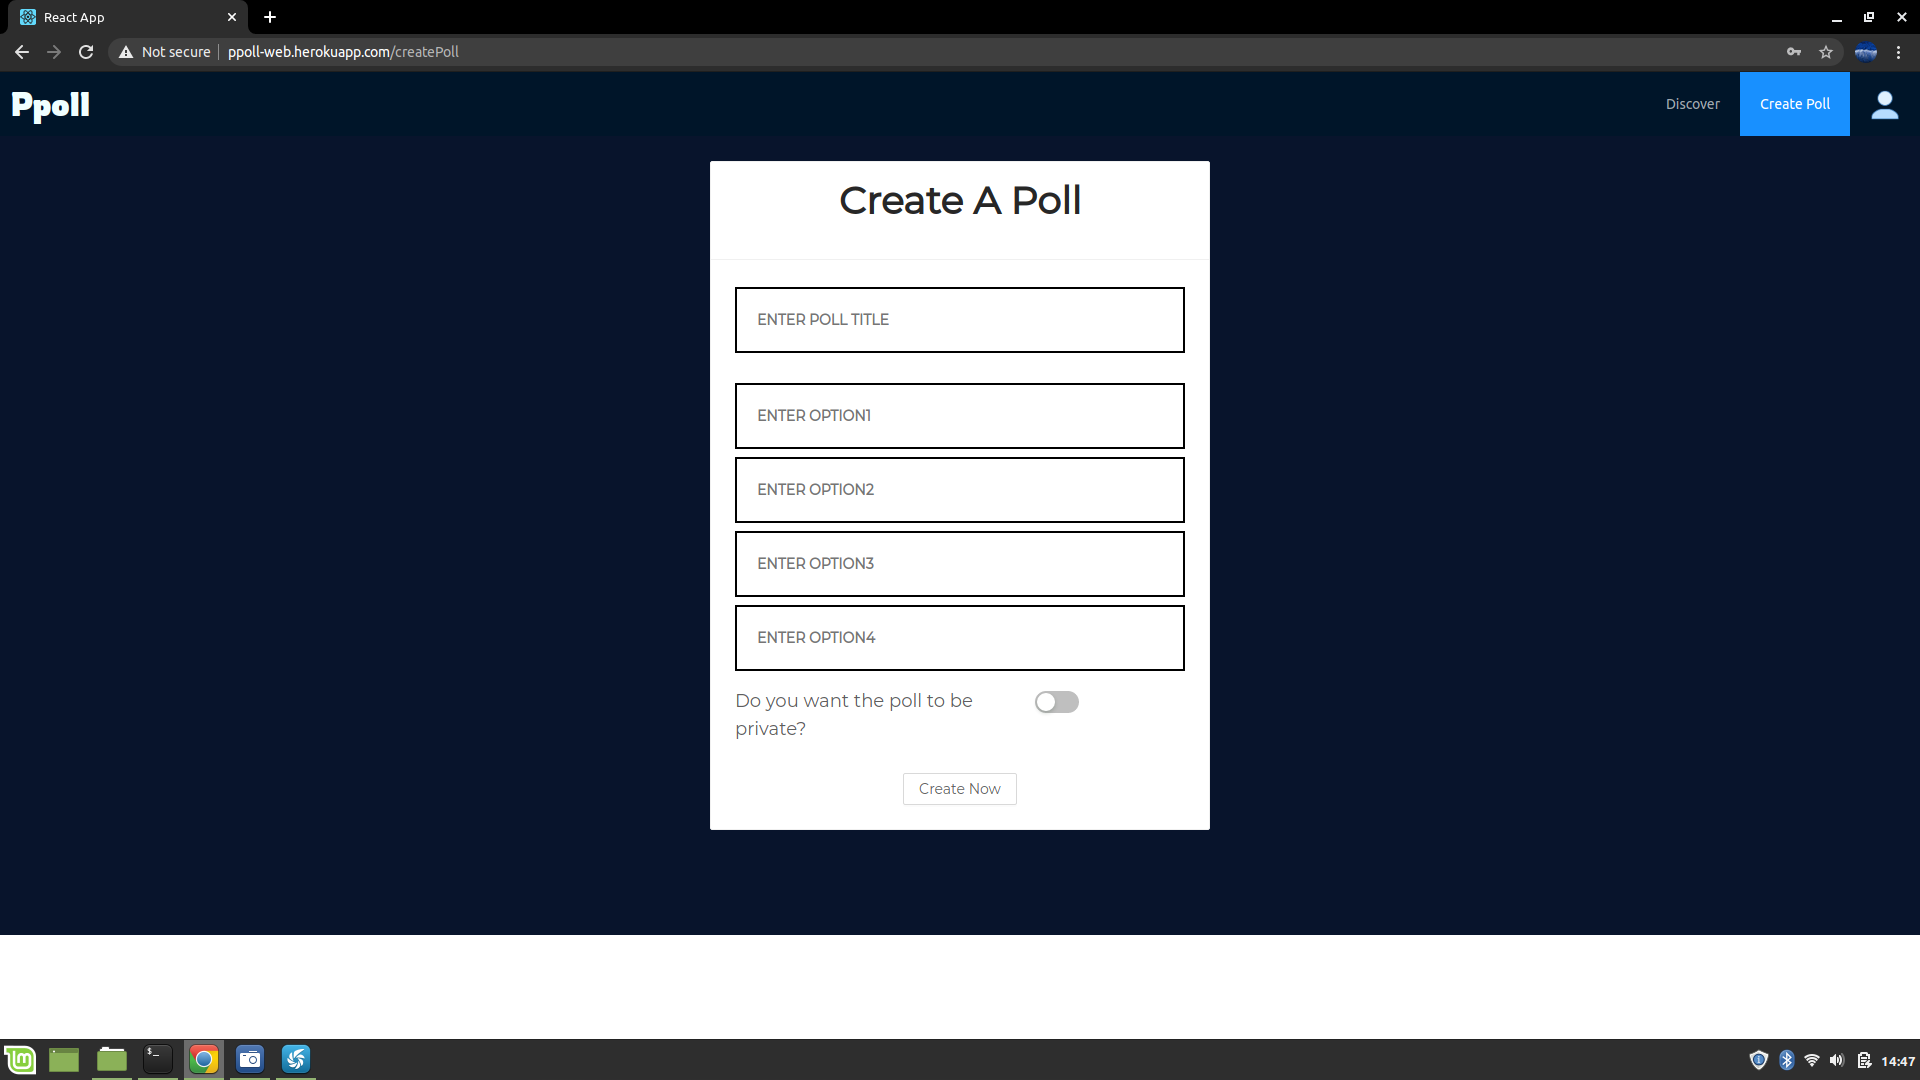 React App
Not secure ppoll-web.herokuapp.com/createPoll
Ppoll
Discover
Create Poll
Create A Poll
ENTER POLL TITLE
ENTER OPTION1
ENTER OPTION2
ENTER OPTION3
ENTER OPTION4
Do you want the poll to be
private?
Create Now
$_
14:47